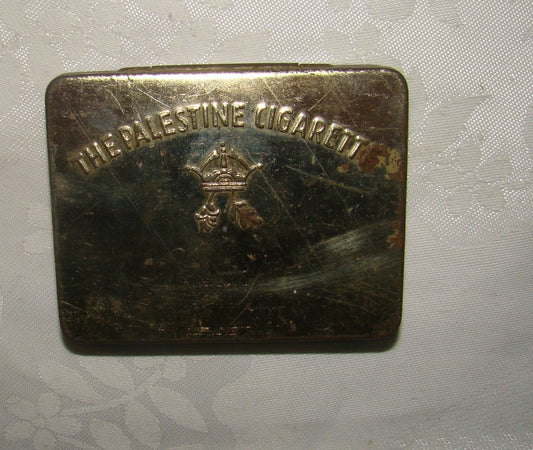 THE PALESTINE CIGARETT